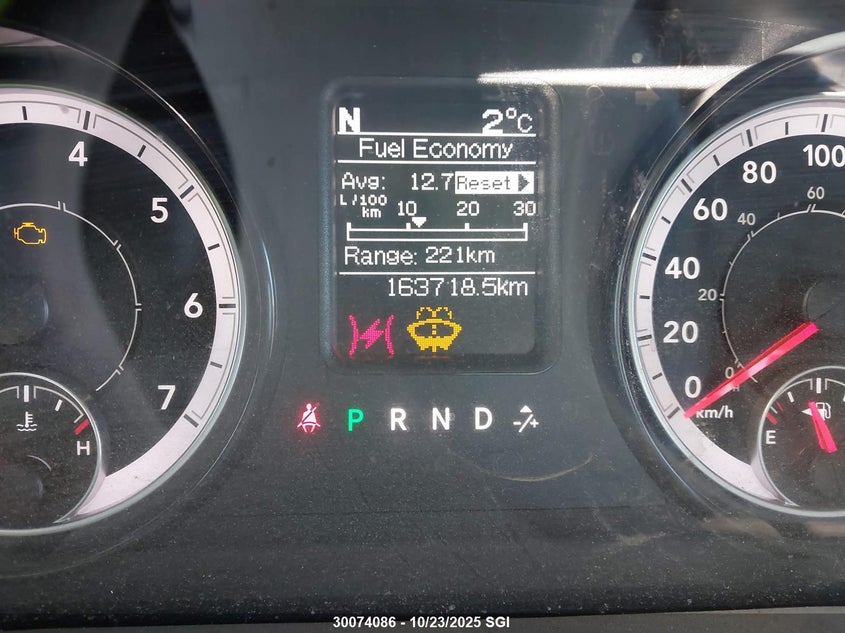 N 2°C
Fuel Economy
Avg: 12.7 Reset
L/100 km 10 20 30
Range: 221km
163718.5km
4
5
6
7
H
P R N D -/+
0
20
40
60
80
100
0
20
40
60
km/h
E
30074086 - 10/23/2025 SGI